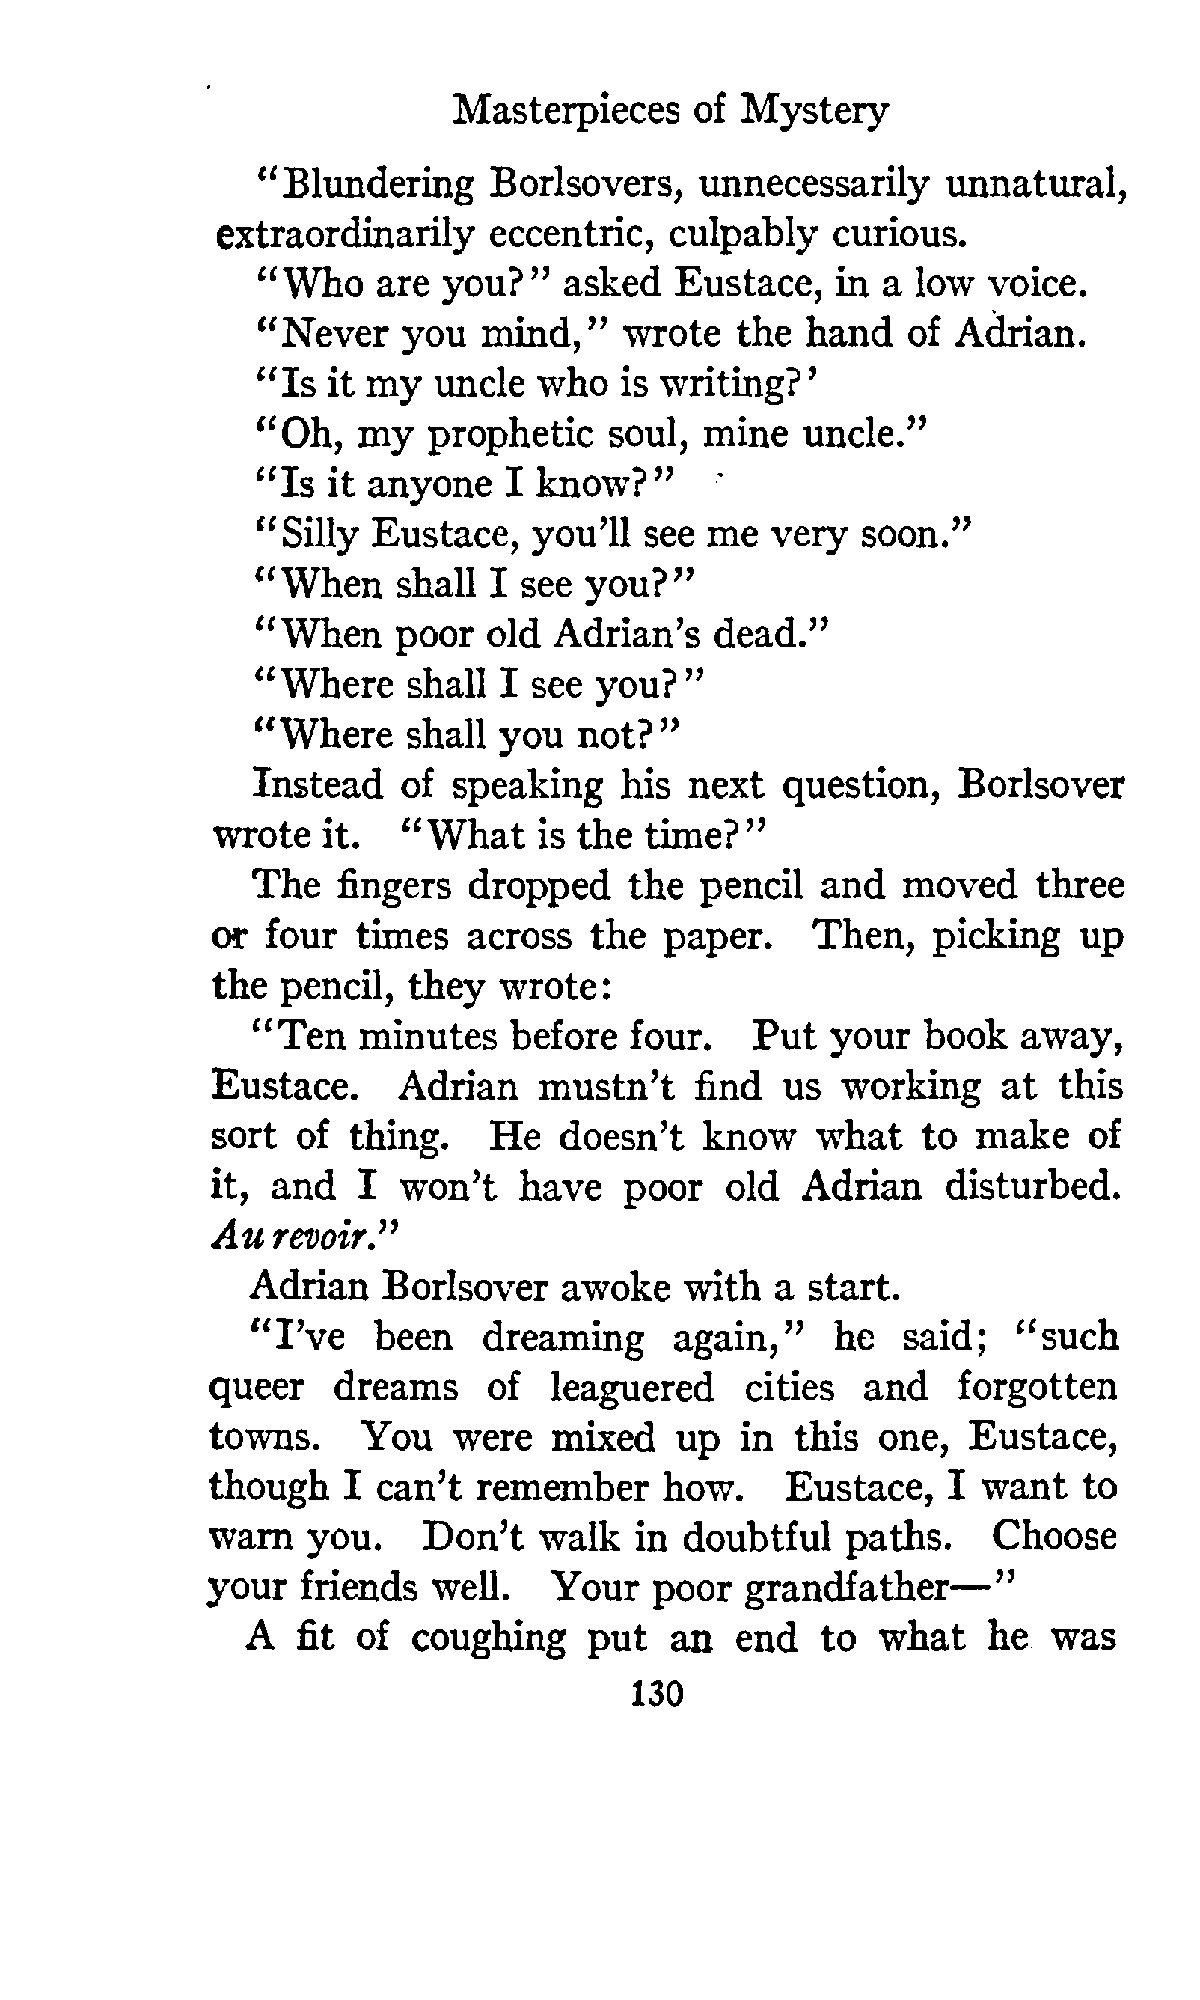 Masterpieces of Mystery
"Blundering Borlsovers, unnecessarily unnatural,
extraordinarily eccentric, culpably curious.
"Who are you?" asked Eustace, in a low voice.
"Never you mind," wrote the hand of Adrian.
"Is it my uncle who is writing?'
"Oh, my prophetic soul, mine uncle."
"Is it anyone I know?"
"Silly Eustace, you'll see me very soon."
"When shall I see you?"
"When poor old Adrian's dead."
"Where shall I see you?"
"Where shall you not?"
Instead of speaking his next question, Borlsover
wrote it. "What is the time?"
The fingers dropped the pencil and moved three
or four times across the paper. Then, picking up
the pencil, they wrote:
"Ten minutes before four. Put your book away,
Eustace. Adrian mustn't find us working at this
sort of thing. He doesn't know what to make of
it, and I won't have poor old Adrian disturbed.
Au revoir."
Adrian Borlsover awoke with a start.
"I've been dreaming again," he said; "such
queer dreams of leaguered cities and forgotten
towns. You were mixed up in this one, Eustace,
though I can't remember how. Eustace, I want to
warn you. Don't walk in doubtful paths. Choose
your friends well. Your poor grandfather—"
A fit of coughing put an end to what he was
130